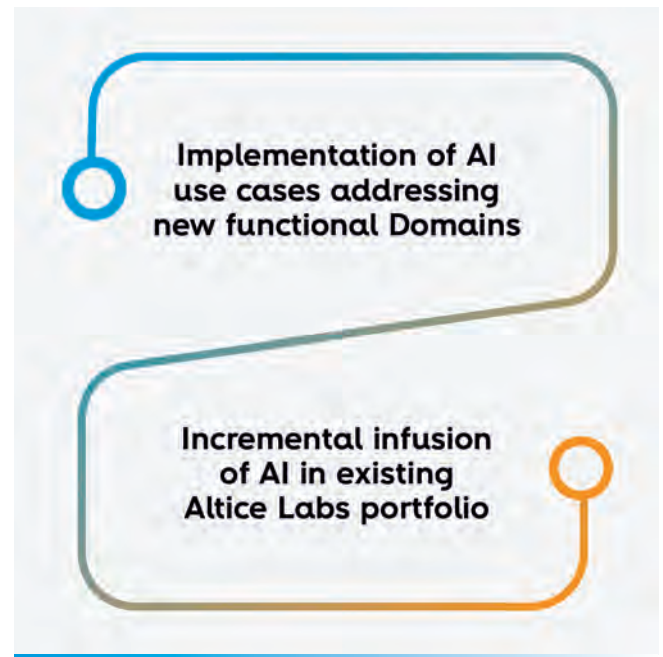 Implementation of AI
use cases addressing
new functional Domains
Incremental infusion
of AI in existing
Altice Labs portfolio